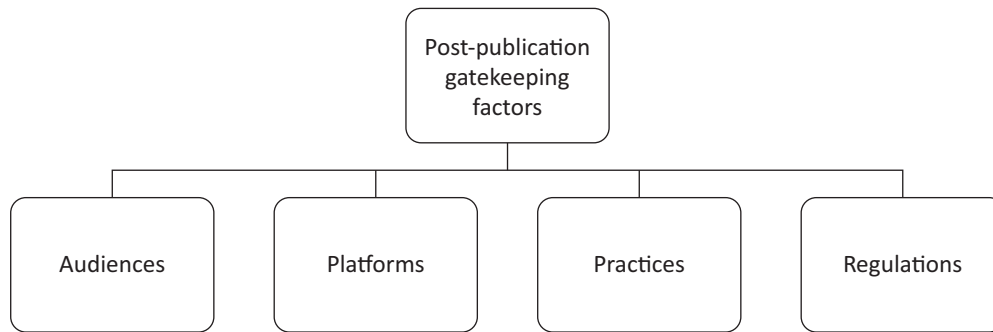 Post-publication
gatekeeping
factors
Audiences
Platforms
Practices
Regulations